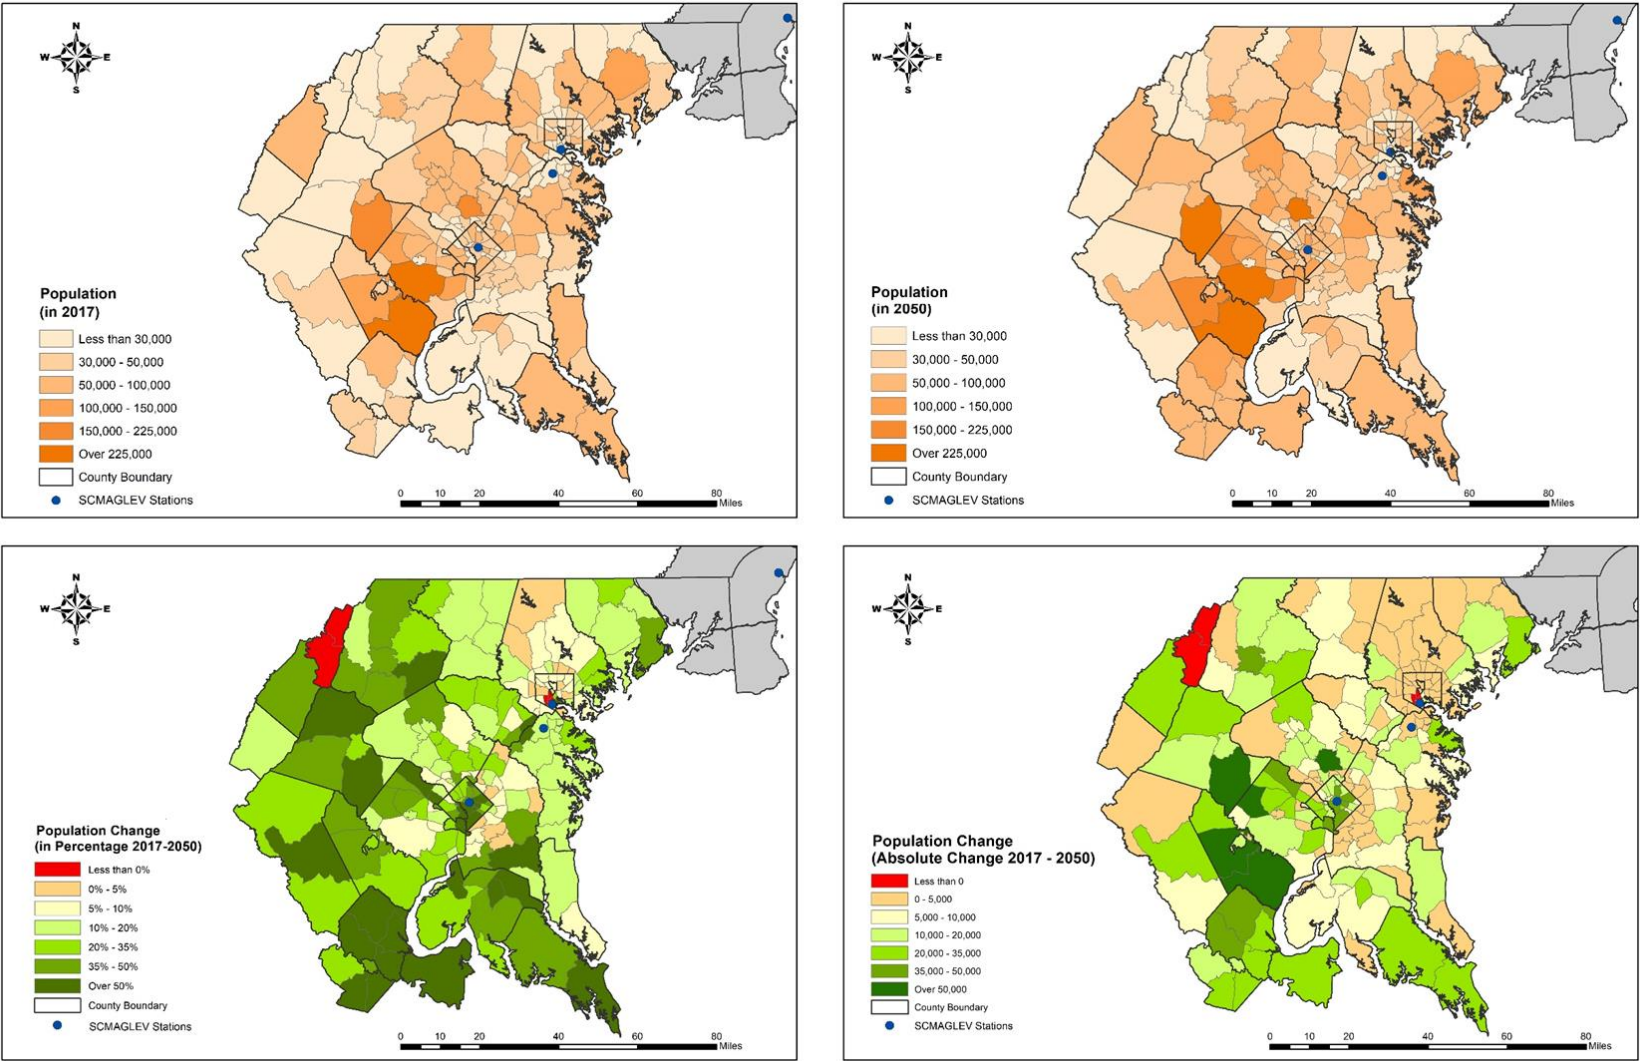 N
W E
S
Population
(in 2017)
Less than 30,000
30,000 - 50,000
50,000 - 100,000
100,000 - 150,000
150,000 - 225,000
Over 225,000
County Boundary
SCMAGLEV Stations
0 10 20 40 60 80
Miles
N
W E
S
Population
(in 2050)
Less than 30,000
30,000 - 50,000
50,000 - 100,000
100,000 - 150,000
150,000 - 225,000
Over 225,000
County Boundary
SCMAGLEV Stations
0 10 20 40 60 80
Miles
N
W E
S
Population Change
(in Percentage 2017-2050)
Less than 0%
0% - 5%
5% - 10%
10% - 20%
20% - 35%
35% - 50%
Over 50%
County Boundary
SCMAGLEV Stations
0 10 20 40 60 80
Miles
N
W E
S
Population Change
(Absolute Change 2017 - 2050)
Less than 0
0 - 5,000
5,000 - 10,000
10,000 - 20,000
20,000 - 35,000
35,000 - 50,000
Over 50,000
County Boundary
SCMAGLEV Stations
0 10 20 40 60 80
Miles